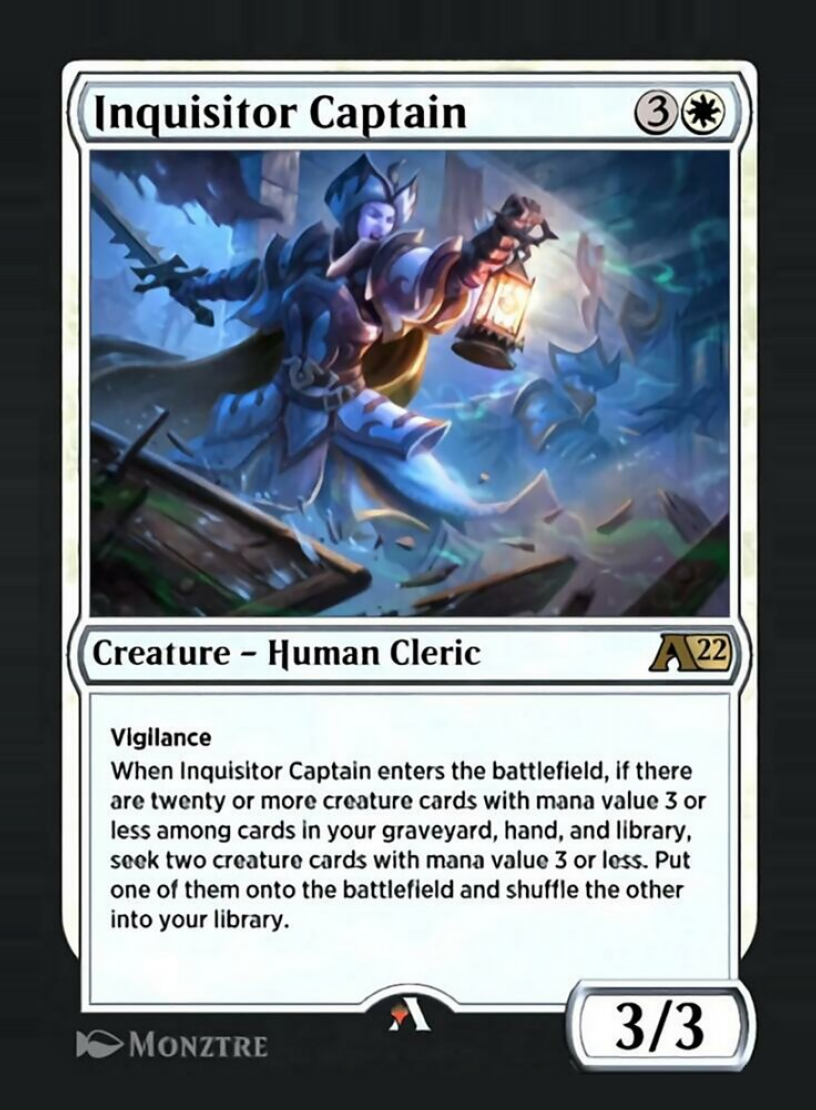 Inquisitor Captain 3
Creature – Human Cleric A22
Vigilance
When Inquisitor Captain enters the battlefield, if there
are twenty or more creature cards with mana value 3 or
less among cards in your graveyard, hand, and library,
seek two creature cards with mana value 3 or less. Put
one of them onto the battlefield and shuffle the other
into your library.
3/3
MONZTRE